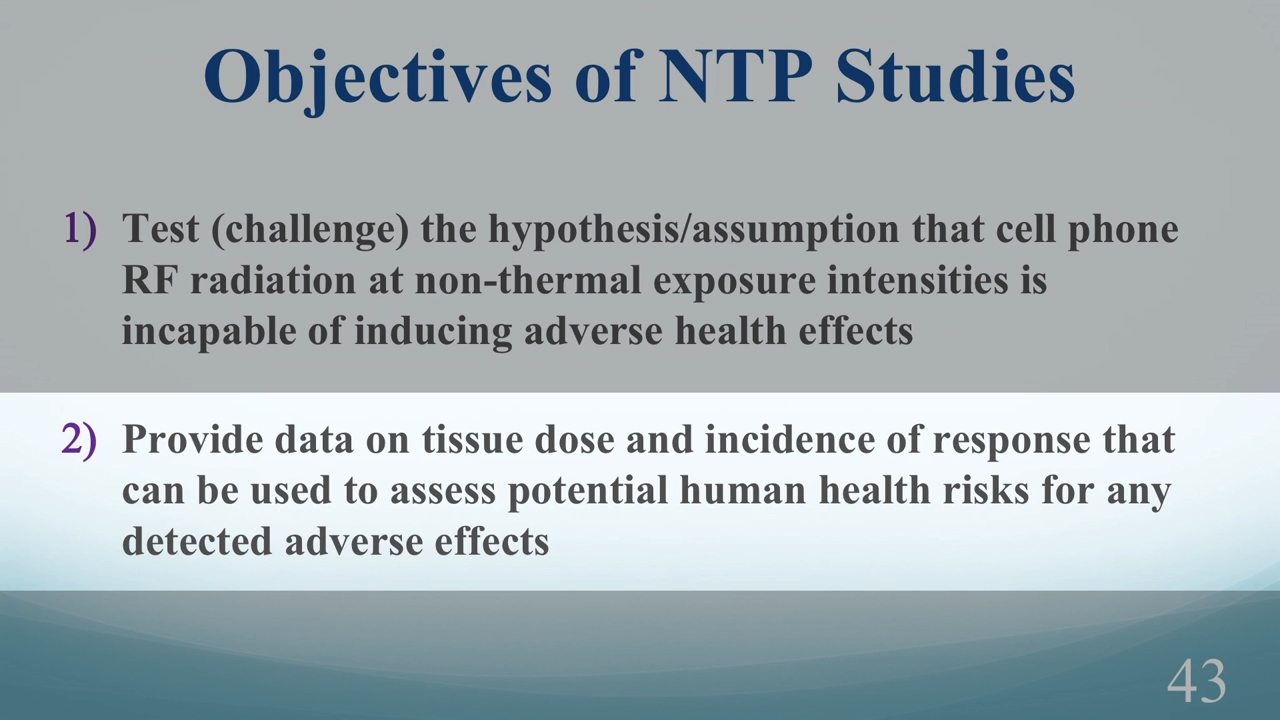 Objectives of NTP Studies
1) Test (challenge) the hypothesis/assumption that cell phone
RF radiation at non-thermal exposure intensities is
incapable of inducing adverse health effects
2) Provide data on tissue dose and incidence of response that
can be used to assess potential human health risks for any
detected adverse effects
43